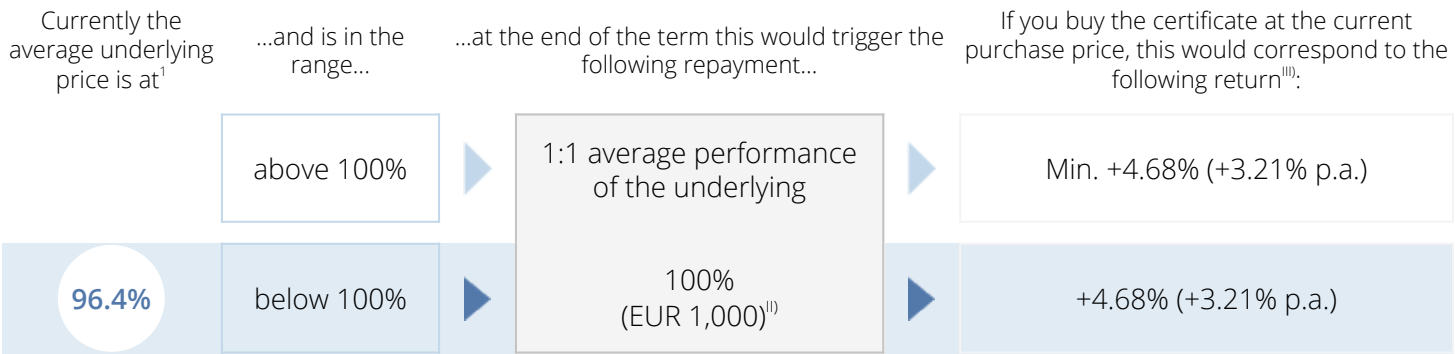 Currently the
average underlying
price is at¹
...and is in the
range...
...at the end of the term this would trigger the
following repayment...
If you buy the certificate at the current
purchase price, this would correspond to the
following return^III):
above 100%
1:1 average performance
of the underlying
Min. +4.68% (+3.21% p.a.)
96.4%
below 100%
100%
(EUR 1,000)^II)
+4.68% (+3.21% p.a.)